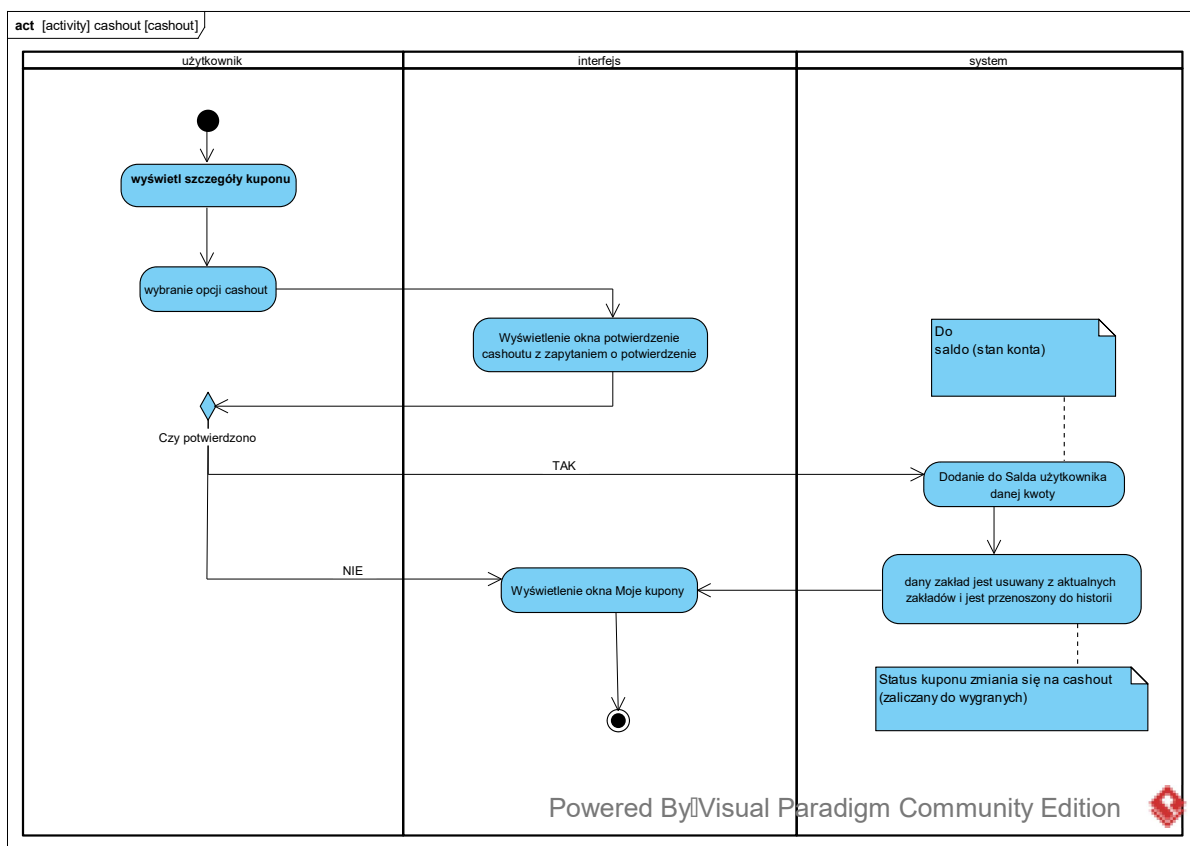 act [activity] cashout [cashout]
użytkownik
interfejs
system
wyświetl szczegóły kuponu
wybranie opcji cashout
Wyświetlenie okna potwierdzenie
cashoutu z zapytaniem o potwierdzenie
Do
saldo (stan konta)
Czy potwierdzono
TAK
Dodanie do Salda użytkownika
danej kwoty
NIE
Wyświetlenie okna Moje kupony
dany zakład jest usuwany z aktualnych
zakładów i jest przenoszony do historii
Status kuponu zmiania się na cashout
(zaliczany do wygranych)
Powered By Visual Paradigm Community Edition